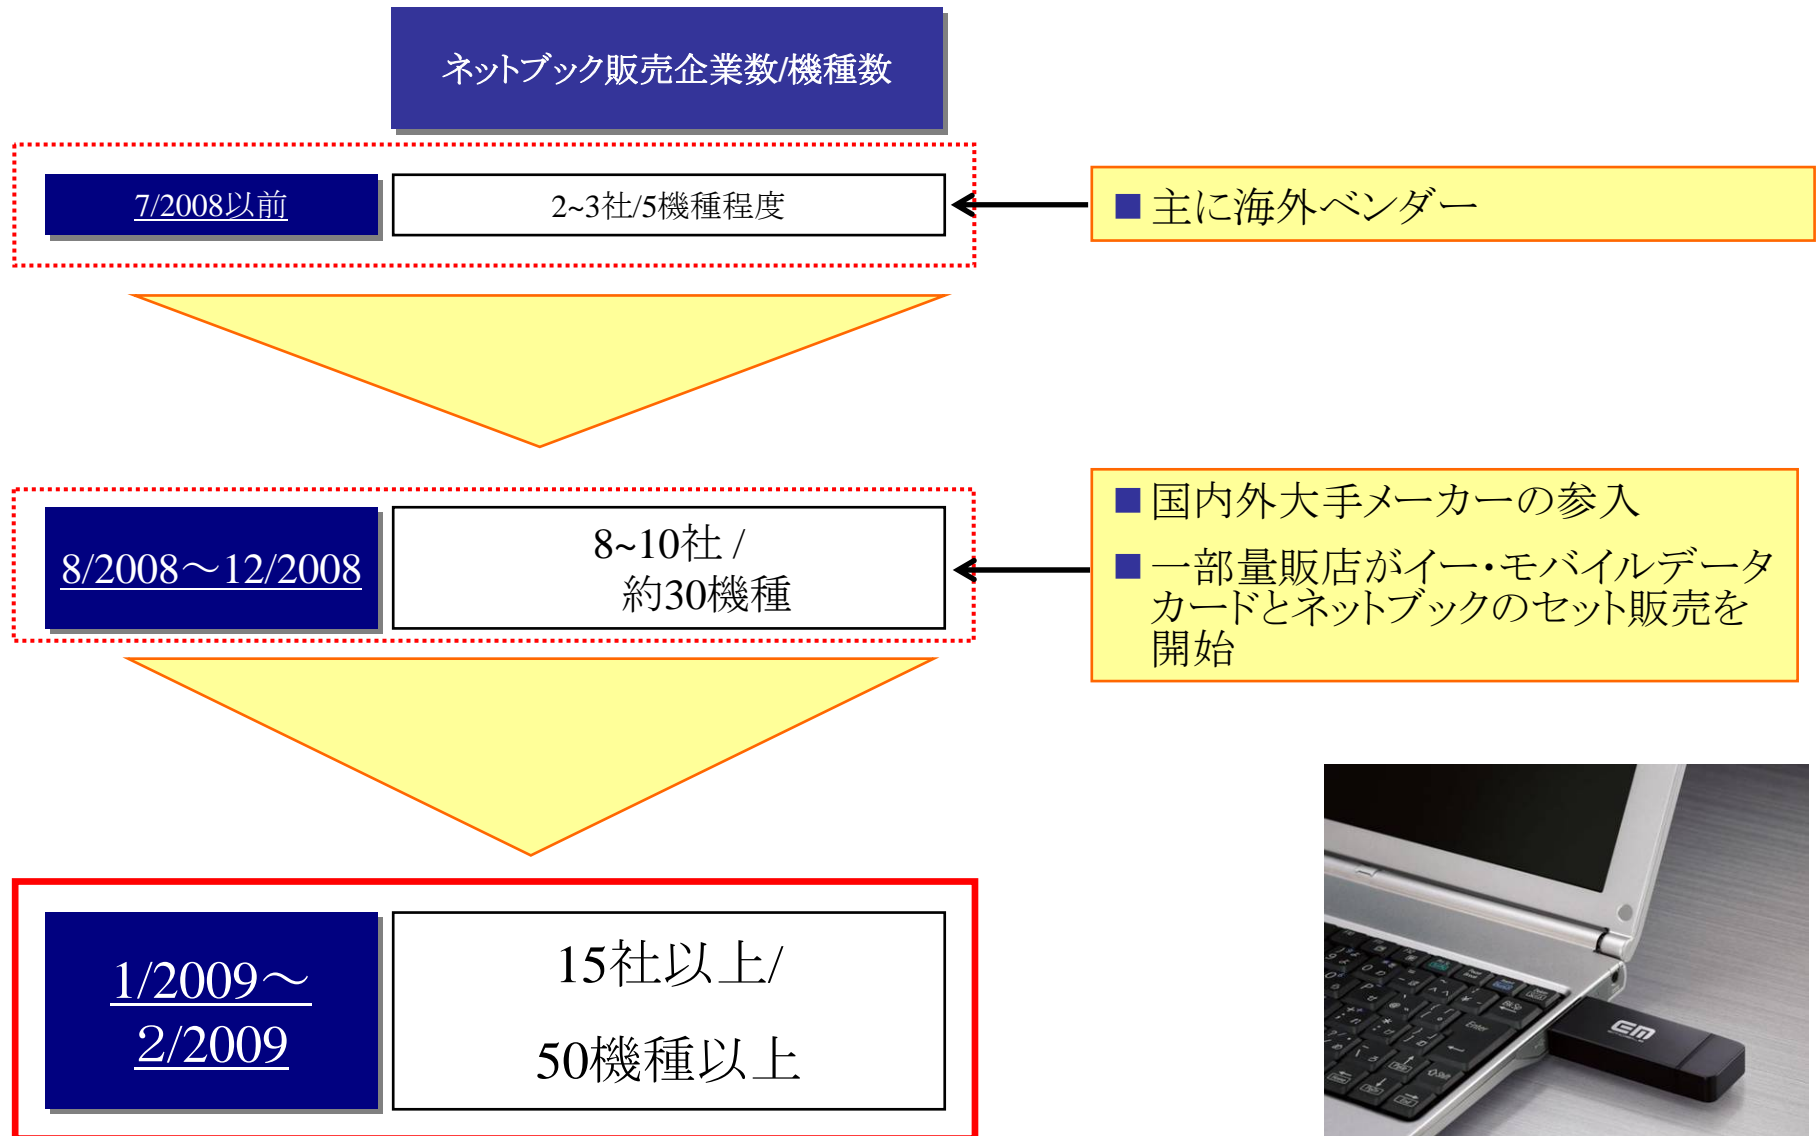 ネットブック販売企業数/機種数
7/2008以前
2~3社/5機種程度
■ 主に海外ベンダー
8/2008～12/2008
8~10社 /
約30機種
■ 国内外大手メーカーの参入
■ 一部量販店がイー・モバイルデータ
カードとネットブックのセット販売を
開始
1/2009～
２/2009
15社以上/
50機種以上
EM
Enter